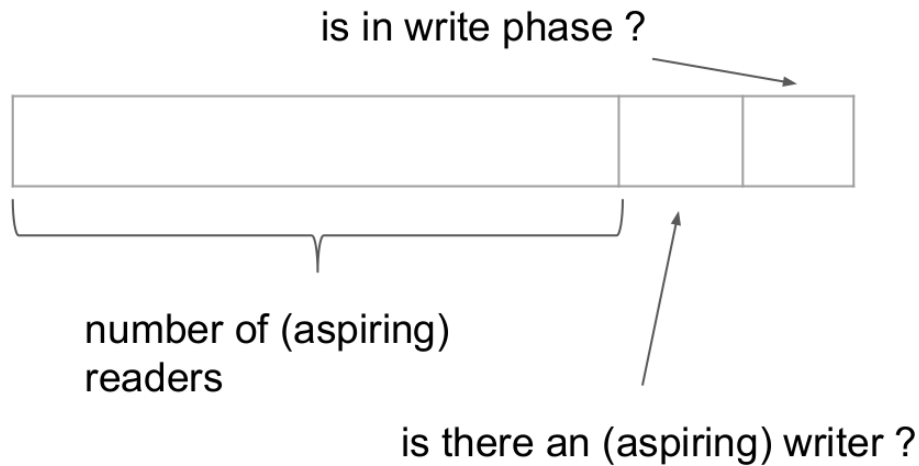 is in write phase ?
number of (aspiring)
readers
is there an (aspiring) writer ?